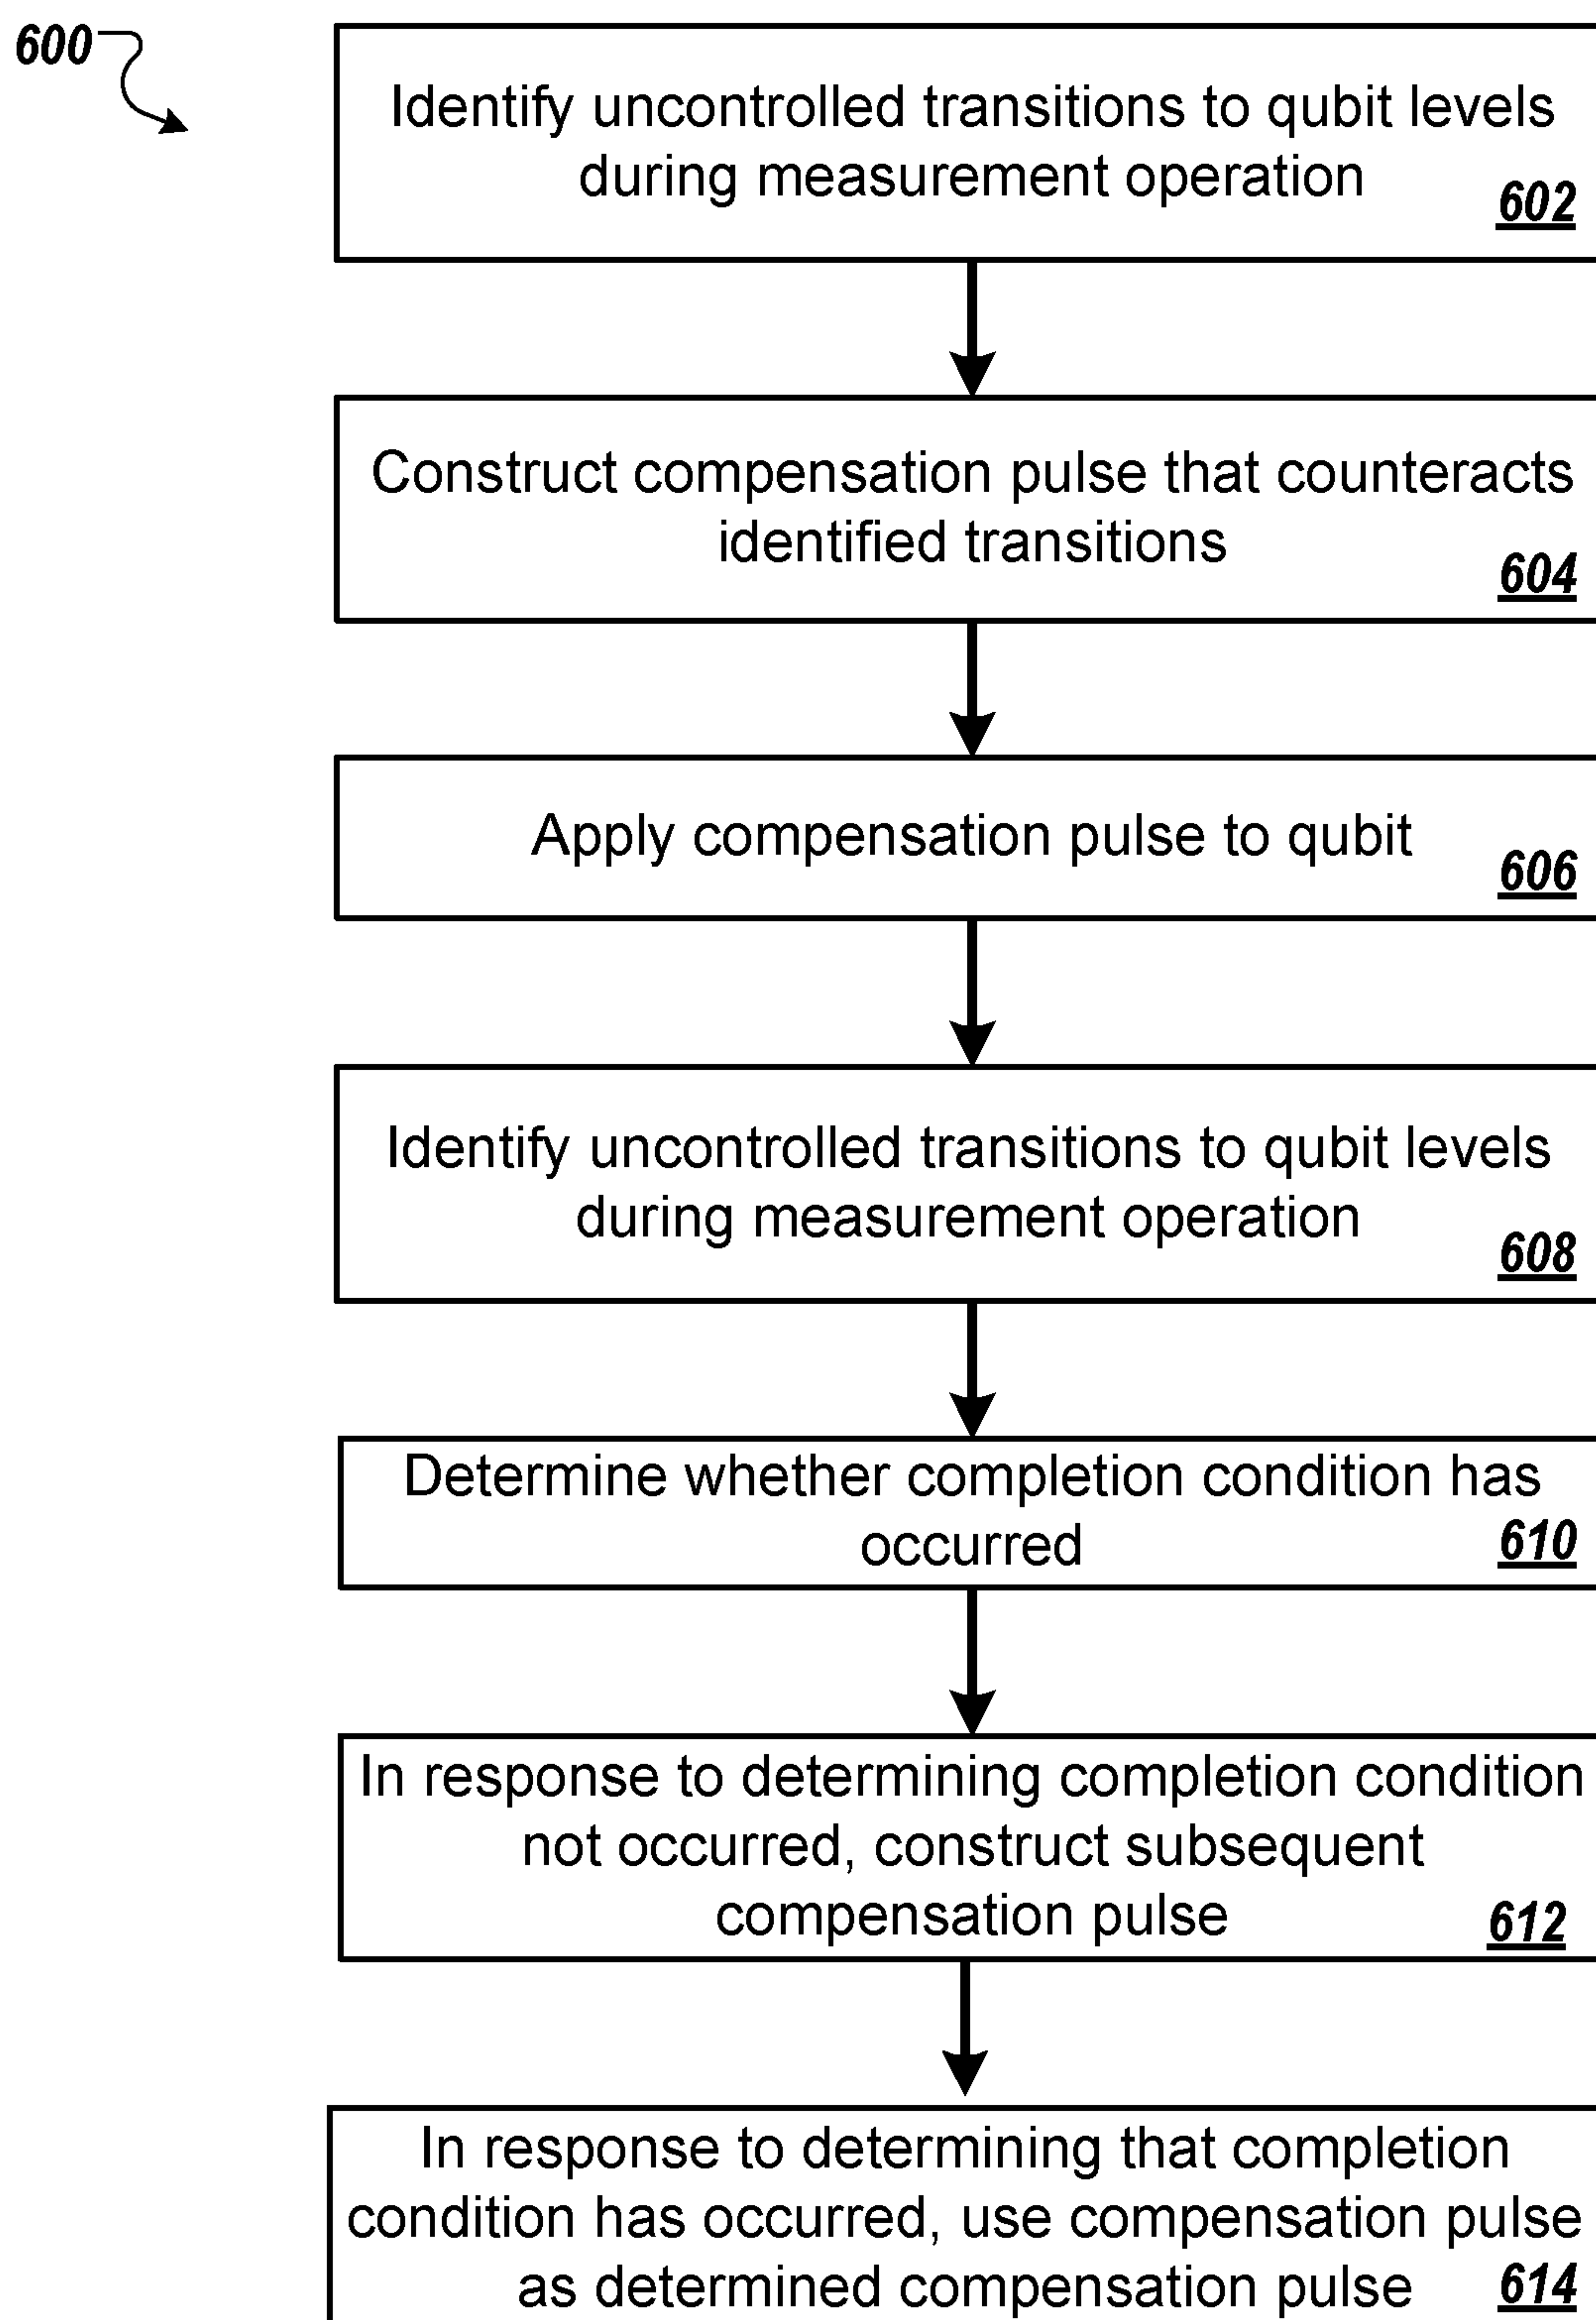 600
Identify uncontrolled transitions to qubit levels
during measurement operation
602
Construct compensation pulse that counteracts
identified transitions
604
Apply compensation pulse to qubit
606
Identify uncontrolled transitions to qubit levels
during measurement operation
608
Determine whether completion condition has
occurred
610
In response to determining completion condition
not occurred, construct subsequent
compensation pulse
612
In response to determining that completion
condition has occurred, use compensation pulse
as determined compensation pulse
614